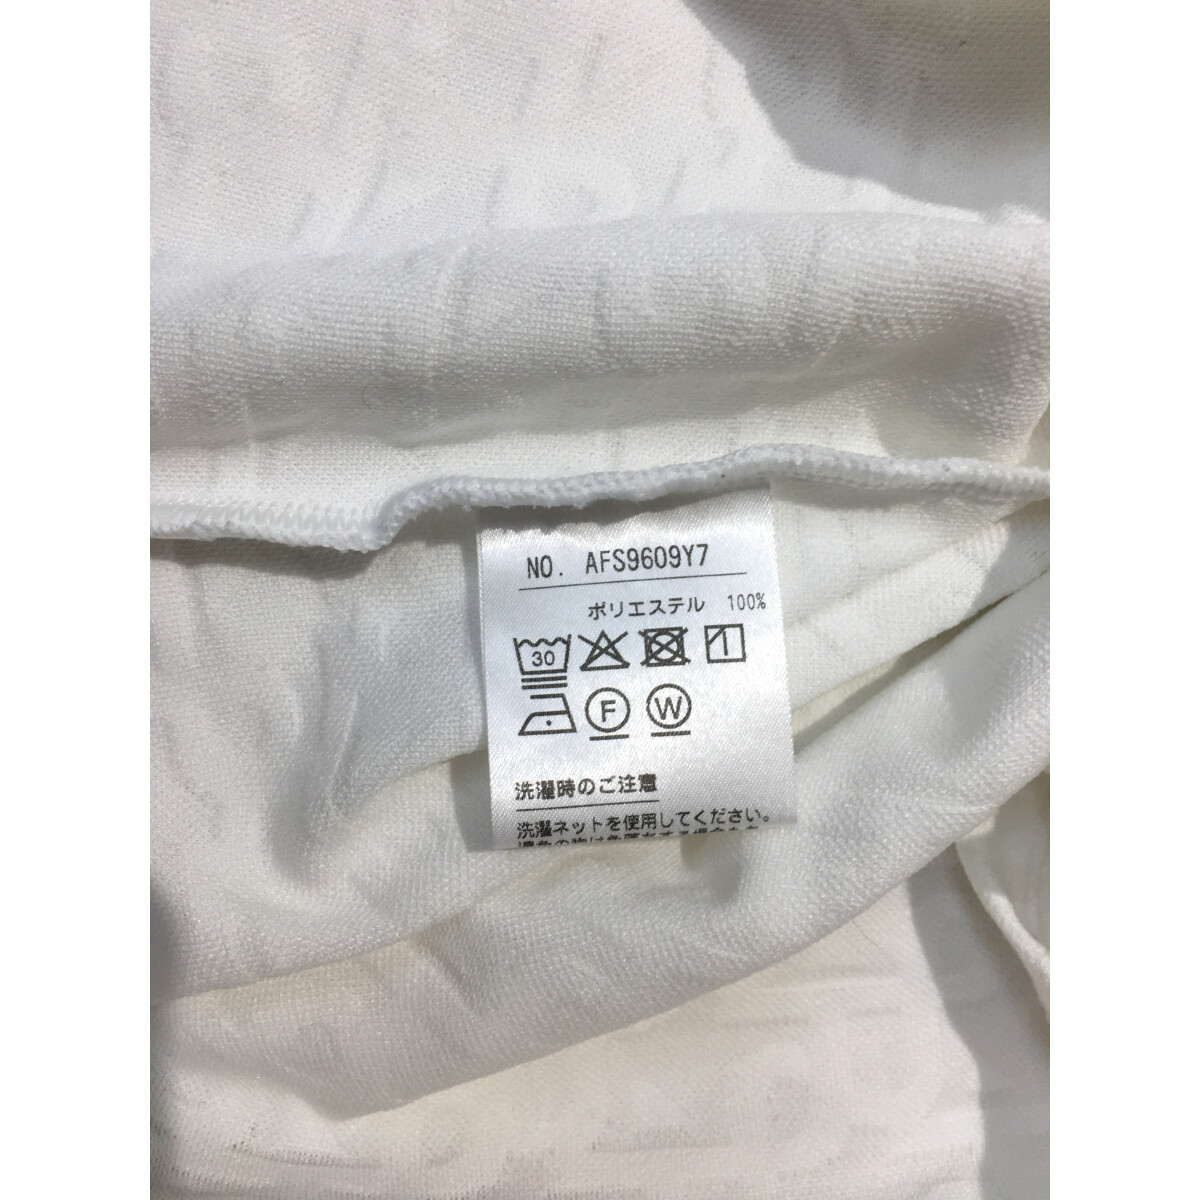 NO. AFS9609Y7
ポリエステル 100%
30
F W
洗濯時のご注意
洗濯ネットを使用してください。